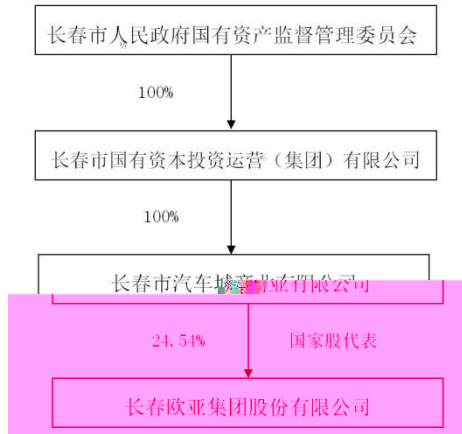 长春市人民政府国有资产监督管理委员会
100%
长春市国有资本投资运营（集团）有限公司
100%
长春市汽车城商业有限公司
24.54% 国家股代表
长春欧亚集团股份有限公司